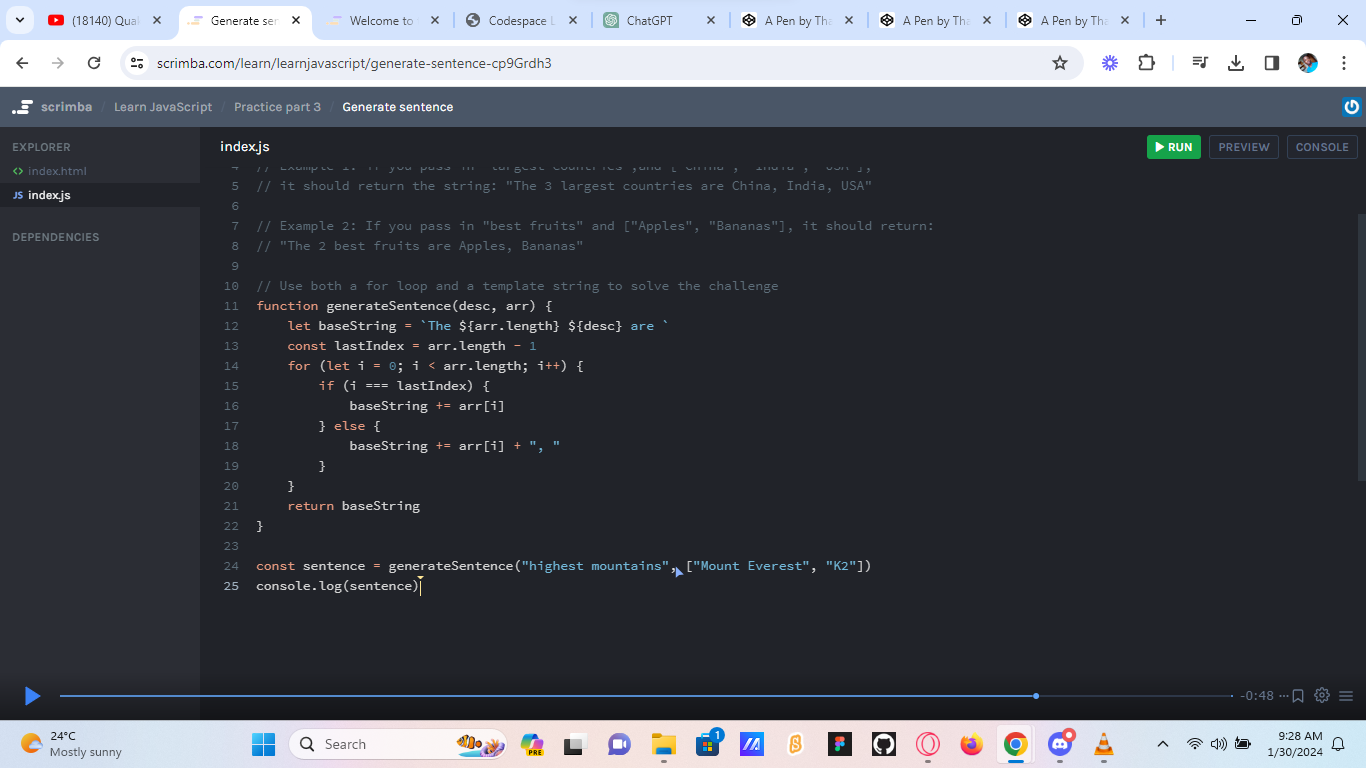 (18140) Qua
Generate ser
Welcome to
Codespace L
ChatGPT
A Pen by Tha
A Pen by Tha
A Pen by Tha
scrimba.com/learn/learnjavascript/generate-sentence-cp9Grdh3
scrimba / Learn JavaScript / Practice part 3 / Generate sentence
EXPLORER
<> index.html
JS index.js
DEPENDENCIES
index.js
RUN
PREVIEW
CONSOLE
4 // Example 1: If you pass in "largest countries",and ["China", "India", "USA"],
5 // it should return the string: "The 3 largest countries are China, India, USA"
6
7 // Example 2: If you pass in "best fruits" and ["Apples", "Bananas"], it should return:
8 // "The 2 best fruits are Apples, Bananas"
9
10 // Use both a for loop and a template string to solve the challenge
11 function generateSentence(desc, arr) {
12 let baseString = `The ${arr.length} ${desc} are `
13 const lastIndex = arr.length - 1
14 for (let i = 0; i < arr.length; i++) {
15 if (i === lastIndex) {
16 baseString += arr[i]
17 } else {
18 baseString += arr[i] + ", "
19 }
20 }
21 return baseString
22 }
23
24 const sentence = generateSentence("highest mountains", ["Mount Everest", "K2"])
25 console.log(sentence)
-0:48
24°C
Mostly sunny
Search
PRE
1
9:28 AM
1/30/2024